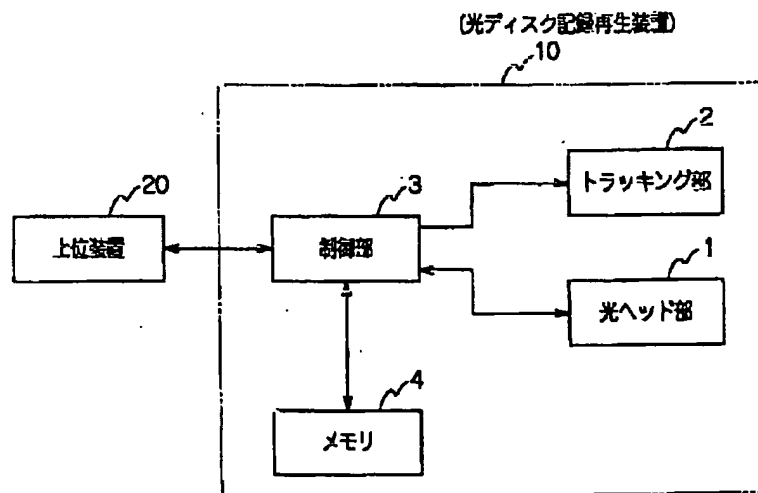 (光ディスク記録再生装置)
10
2
トラッキング部
20
上位装置
3
制御部
1
光ヘッド部
4
メモリ